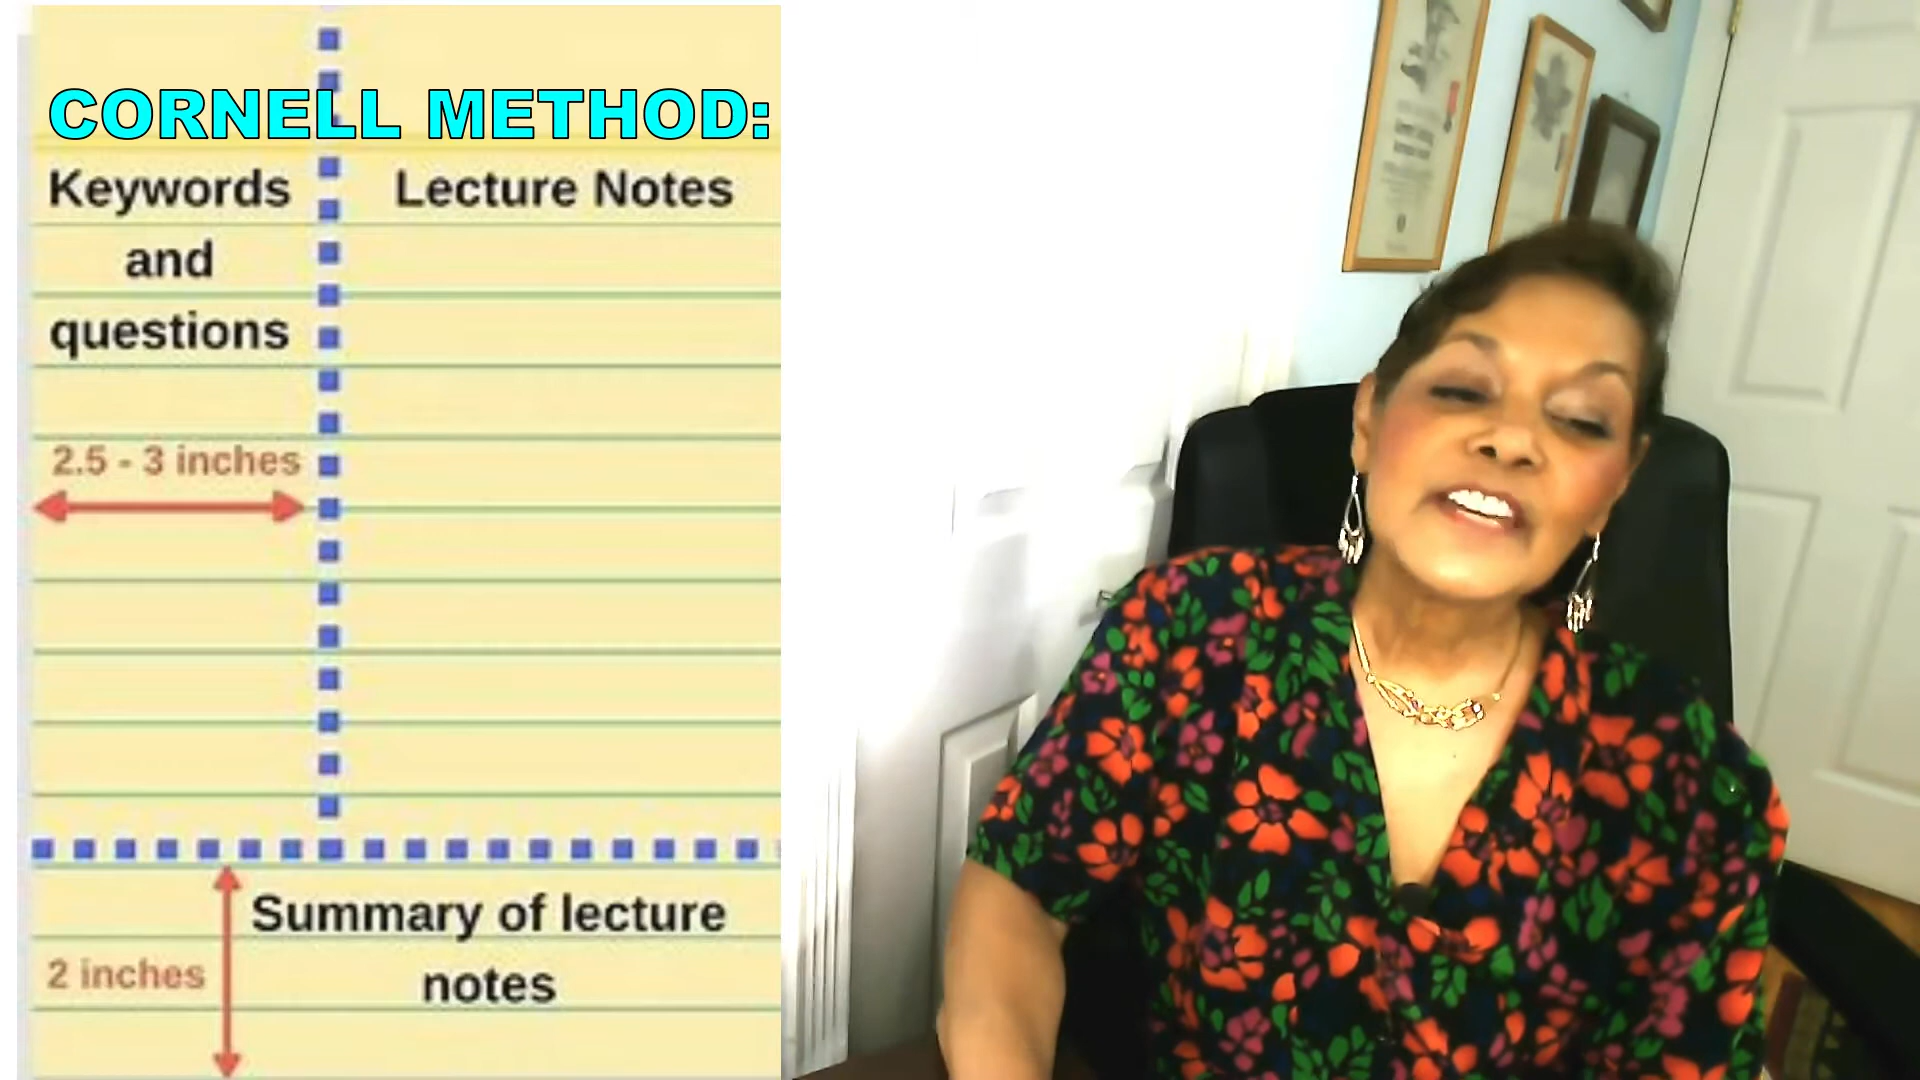 CORNELL METHOD:
Keywords
and
questions
Lecture Notes
2.5 - 3 inches
Summary of lecture
notes
2 inches